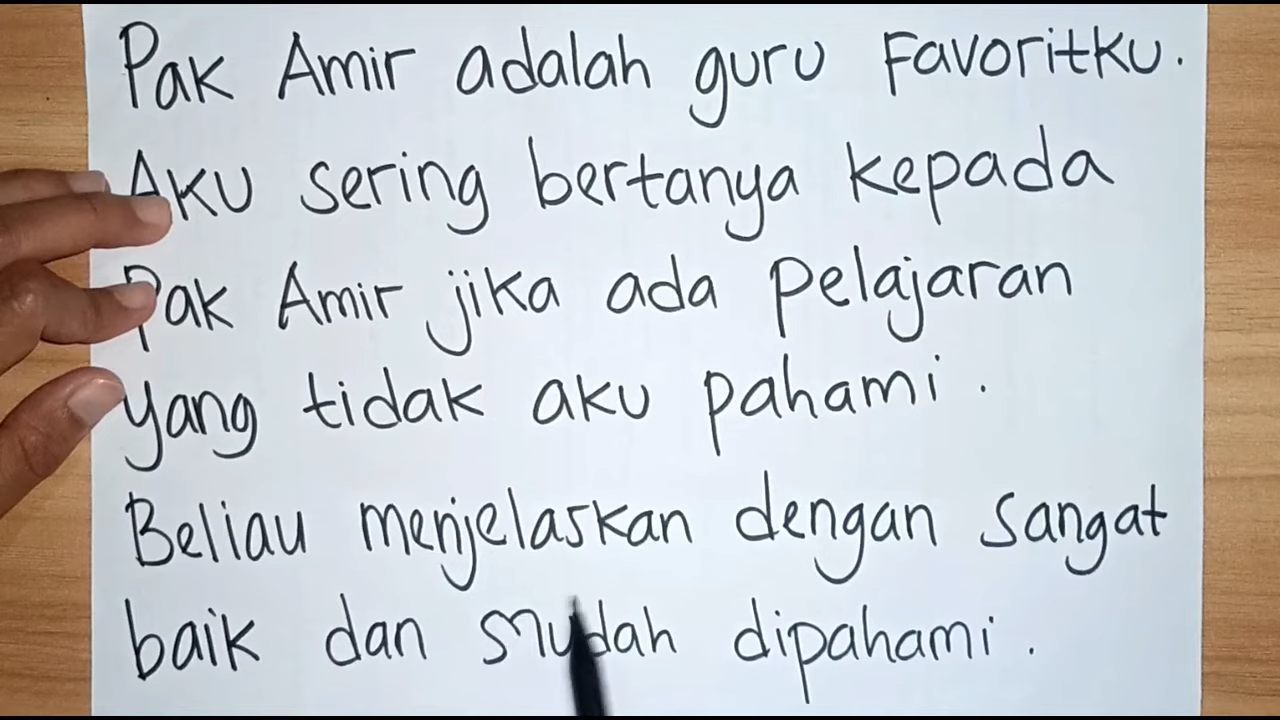 Pak Amir adalah guru Favoritku.
Aku sering bertanya kepada
Pak Amir jika ada pelajaran
yang tidak aku pahami.
Beliau menjelaskan dengan sangat
baik dan mudah dipahami.